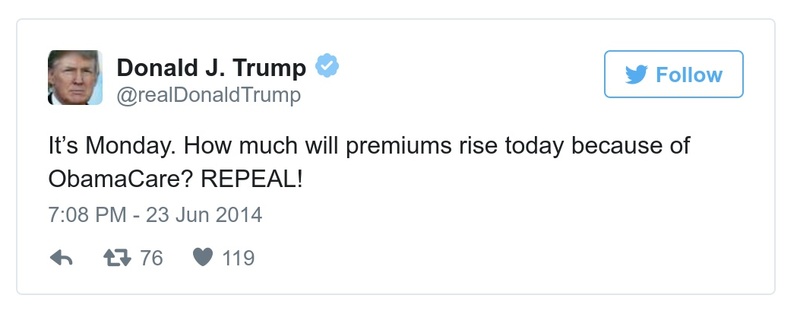 Donald J. Trump
@realDonaldTrump
Follow
It’s Monday. How much will premiums rise today because of
ObamaCare? REPEAL!
7:08 PM - 23 Jun 2014
76 119